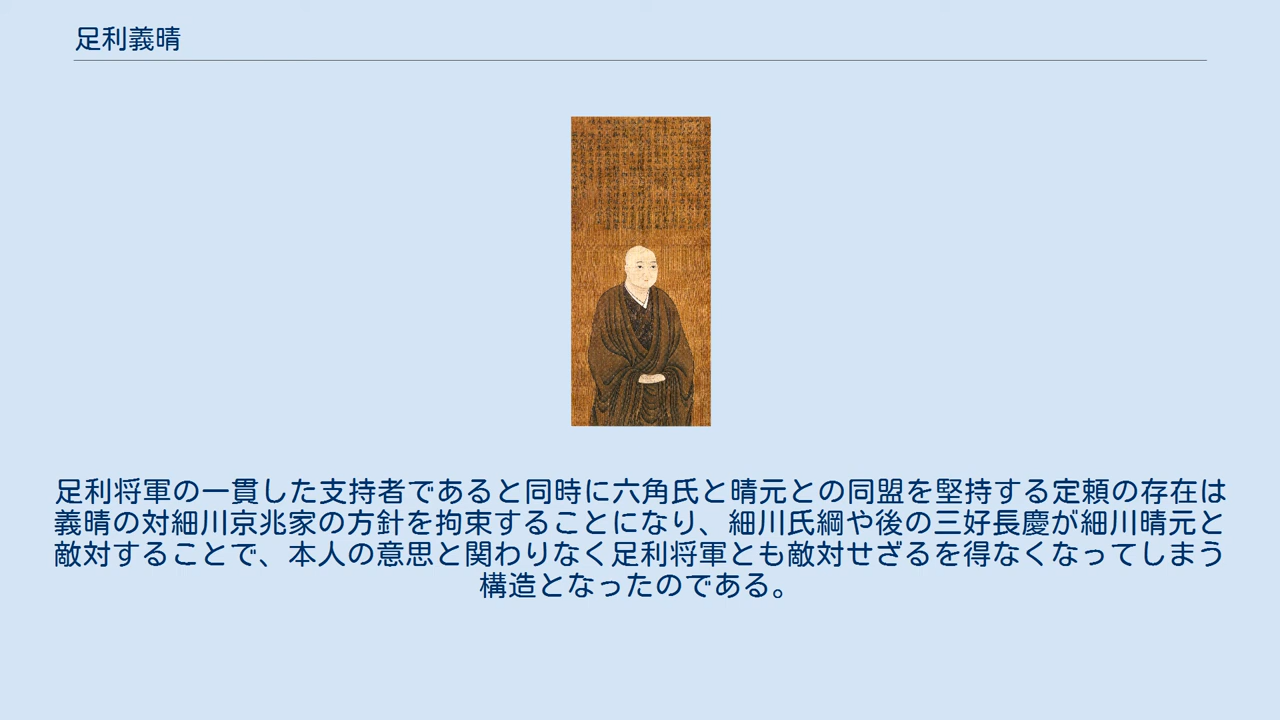 足利義晴
足利将軍の一貫した支持者であると同時に六角氏と晴元との同盟を堅持する定頼の存在は
義晴の対細川京兆家の方針を拘束することになり、細川氏綱や後の三好長慶が細川晴元と
敵対することで、本人の意思と関わりなく足利将軍とも敵対せざるを得なくなってしまう
構造となったのである。